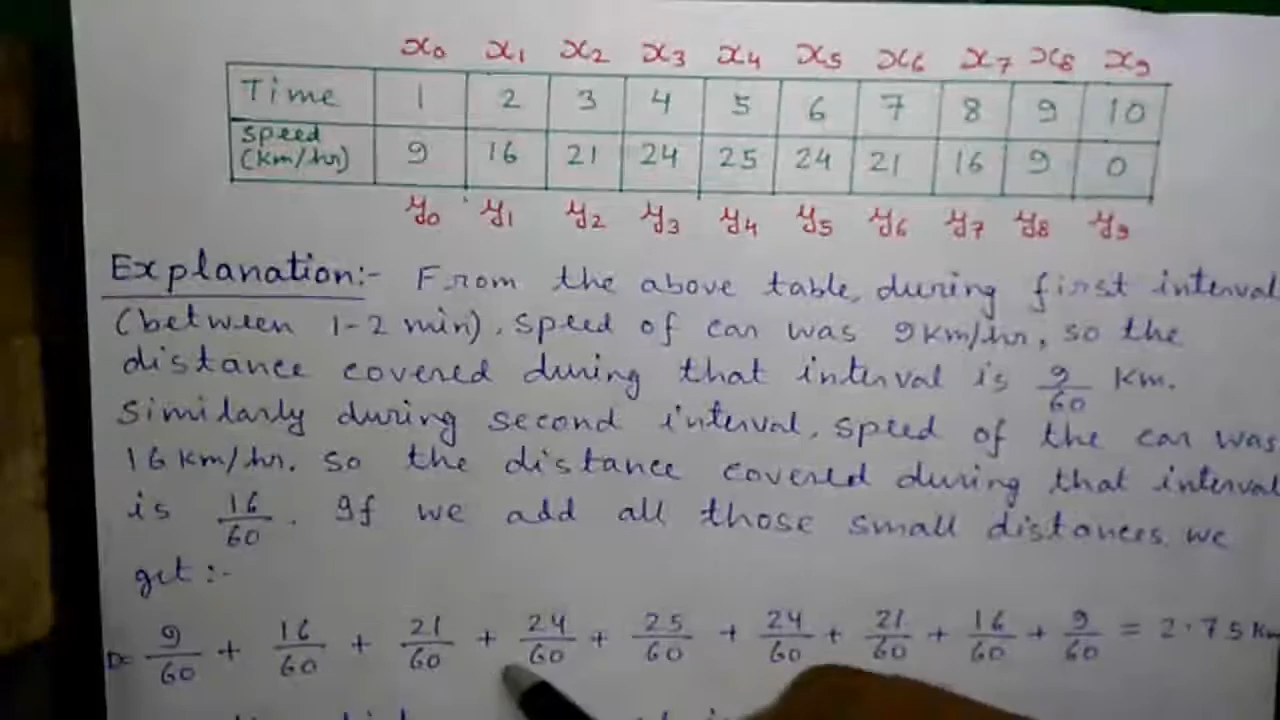 x₀ x₁ x₂ x₃ x₄ x₅ x₆ x₇ x₈ x₉
Time 1 2 3 4 5 6 7 8 9 10
Speed (Km/hr) 9 16 21 24 25 24 21 16 9 0
y₀ y₁ y₂ y₃ y₄ y₅ y₆ y₇ y₈ y₉
Explanation:- From the above table, during first interval
(between 1-2 min), speed of car was 9Km/hr, so the
distance covered during that interval is 9/60 Km.
Similarly during second interval, speed of the car was
16 Km/hr. so the distance covered during that interval
is 16/60. If we add all those small distances, we
get :-
D= 9/60 + 16/60 + 21/60 + 24/60 + 25/60 + 24/60 + 21/60 + 16/60 + 9/60 = 2.75 Km